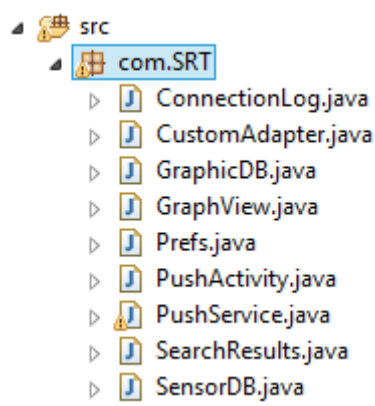 src
com.SRT
ConnectionLog.java
CustomAdapter.java
GraphicDB.java
GraphView.java
Prefs.java
PushActivity.java
PushService.java
SearchResults.java
SensorDB.java